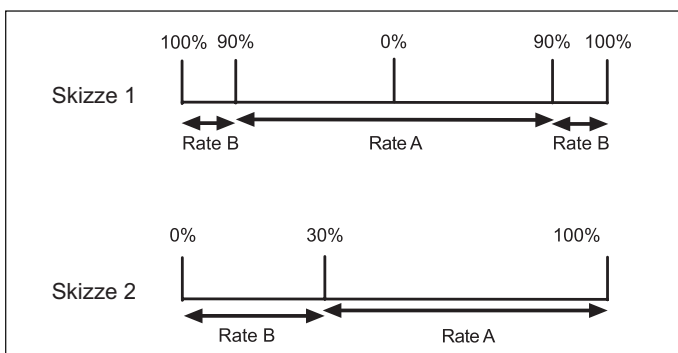 100% 90% 0% 90% 100%
Skizze 1
Rate B Rate A Rate B
0% 30% 100%
Skizze 2
Rate B Rate A